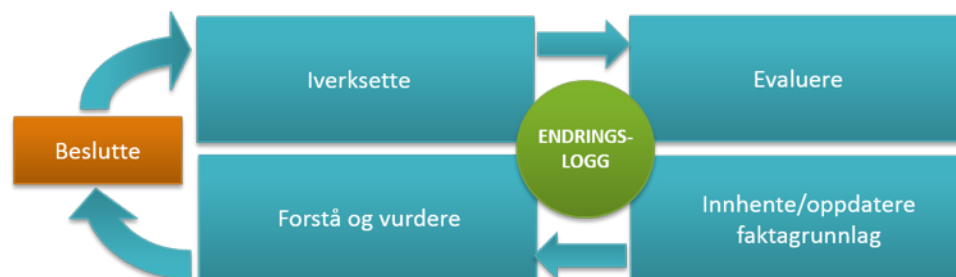 Iverksette
Evaluere
ENDRINGS-
LOGG
Beslutte
Forstå og vurdere
Innhente/oppdatere
faktagrunnlag